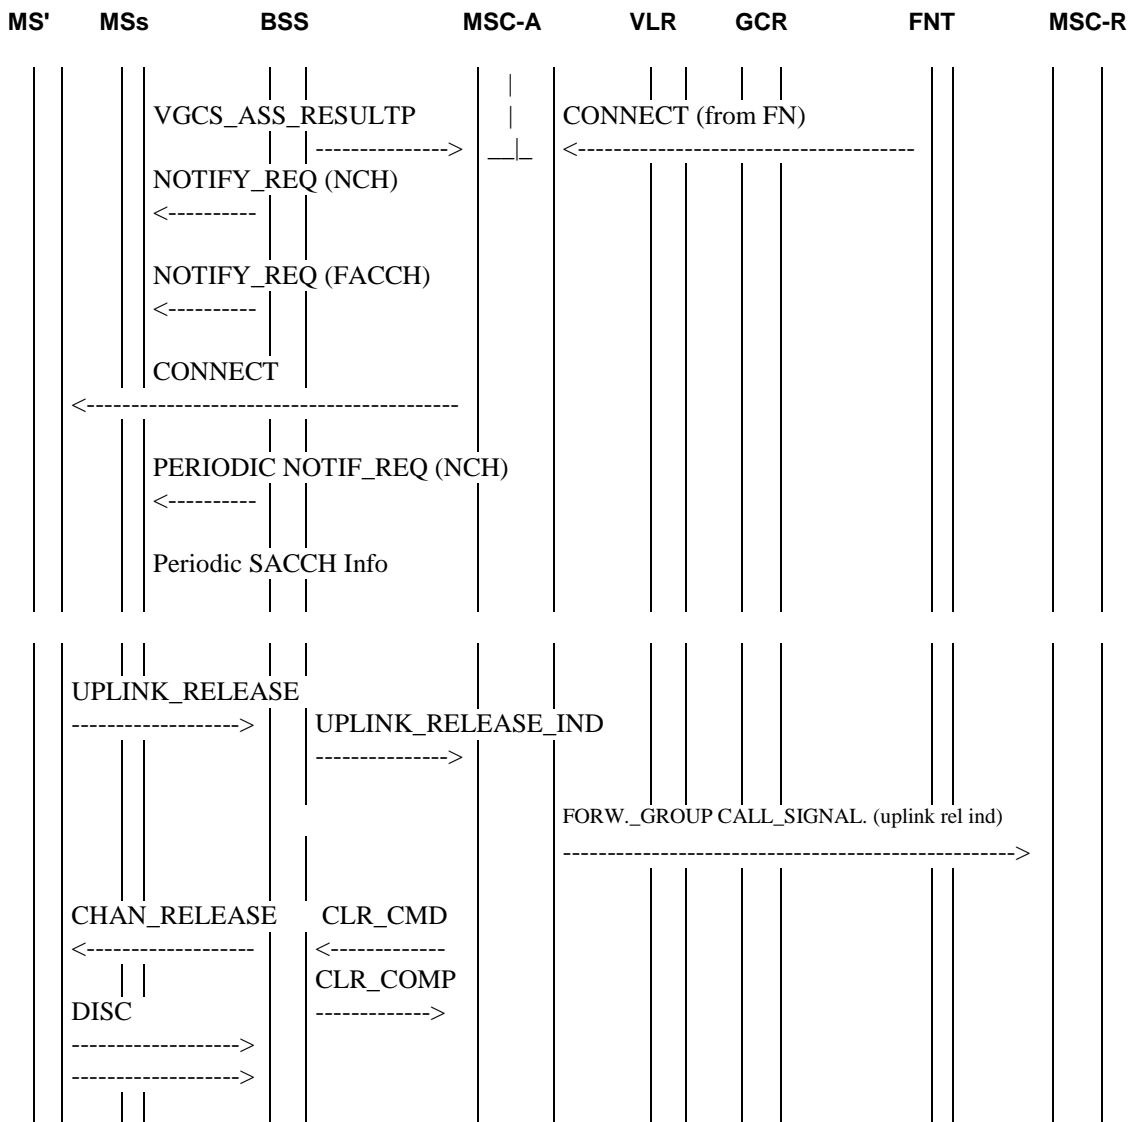 MS' MSs BSS MSC-A VLR GCR FNT MSC-R
VGCS_ASS_RESULTP | CONNECT (from FN)
---------------> __|_ <--------------------------------------
NOTIFY_REQ (NCH)
<----------
NOTIFY_REQ (FACCH)
<----------
CONNECT
<------------------------------------------
PERIODIC NOTIF_REQ (NCH)
<----------
Periodic SACCH Info
UPLINK_RELEASE
------------------->
UPLINK_RELEASE_IND
--------------->
FORW._GROUP CALL_SIGNAL. (uplink rel ind)
--------------------------------------------------->
CHAN_RELEASE CLR_CMD
<------------------- <-------------
CLR_COMP
DISC ------------->
------------------->
------------------->